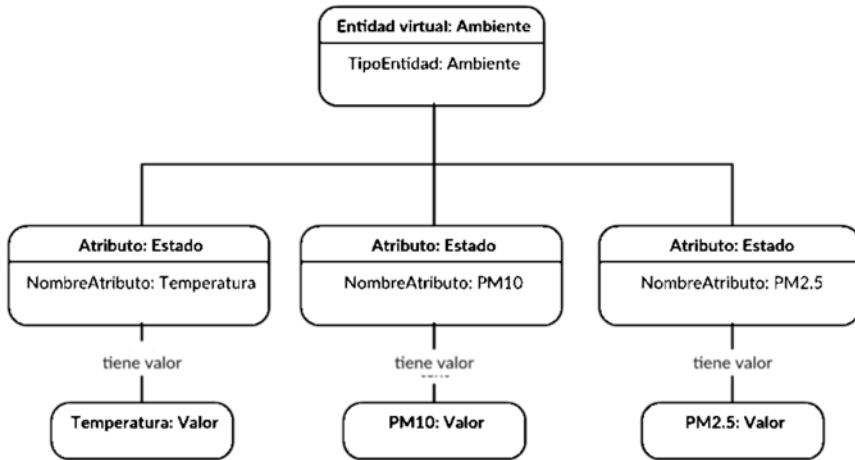 Entidad virtual: Ambiente
TipoEntidad: Ambiente
Atributo: Estado
NombreAtributo: Temperatura
Atributo: Estado
NombreAtributo: PM10
Atributo: Estado
NombreAtributo: PM2.5
tiene valor
tiene valor
tiene valor
Temperatura: Valor
PM10: Valor
PM2.5: Valor